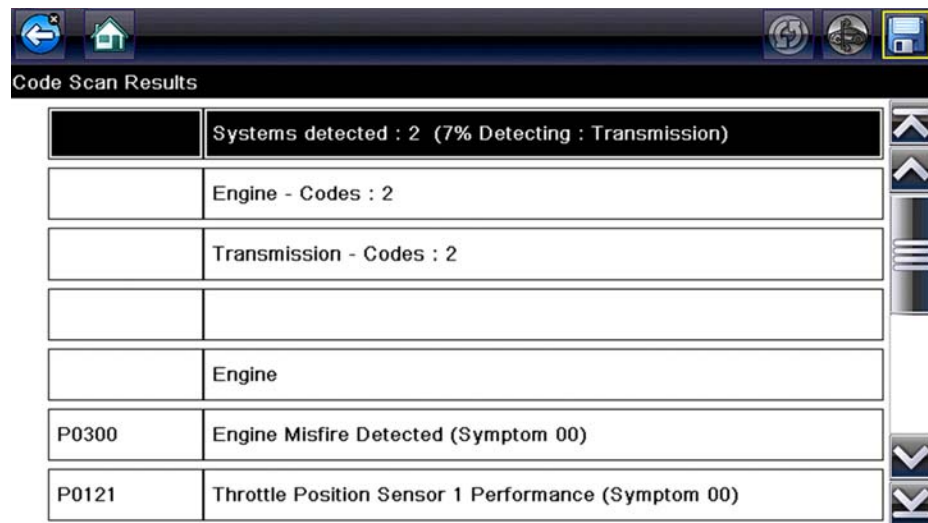 Code Scan Results
Systems detected : 2 (7% Detecting : Transmission)
Engine - Codes : 2
Transmission - Codes : 2
Engine
P0300 Engine Misfire Detected (Symptom 00)
P0121 Throttle Position Sensor 1 Performance (Symptom 00)